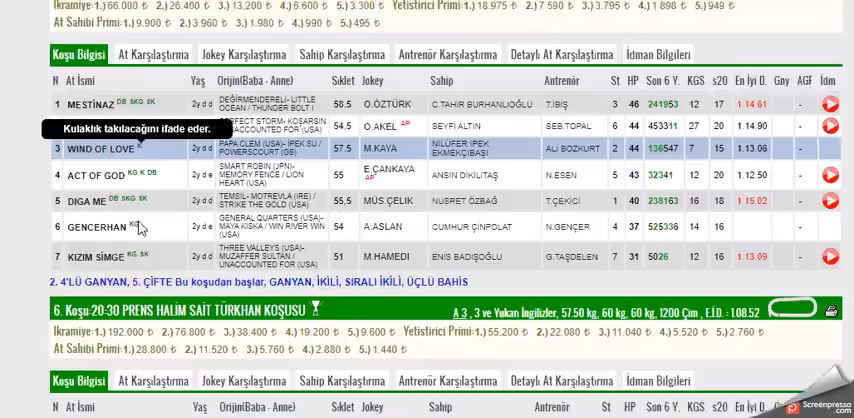 İkramiye:1.) 66.000 ₺ 2.) 26.400 ₺ 3.) 13.200 ₺ 4.) 6.600 ₺ 5.) 3.300 ₺ Yetiştirici Primi:1.) 18.975 ₺ 2.) 7.590 ₺ 3.) 3.795 ₺ 4.) 1.898 ₺ 5.) 949 ₺
At Sahibi Primi:1.) 9.900 ₺ 2.) 3.960 ₺ 3.) 1.980 ₺ 4.) 990 ₺ 5.) 495 ₺
Koşu Bilgisi At Karşılaştırma Jokey Karşılaştırma Sahip Karşılaştırma Antrenör Karşılaştırma Detaylı At Karşılaştırma İdman Bilgileri
N At İsmi Yaş Orijin(Baba - Anne) Sıklet Jokey Sahip Antrenör St HP Son 6 Y. KGS s20 En İyi D. Gny AGF İdm
1 MESTİNAZ DB SKG SK 2y d d DEĞİRMENDERELİ- LITTLE OCEAN / THUNDER BOLT I 58.5 O.ÖZTÜRK C.TAHİR BURHANLIOĞLU T.İBİŞ 3 46 241953 12 17 1.14.61 -
Kulaklık takılacağını ifade eder.
PERFECT STORM- KOŞARSIN UNACCOUNTED FOR (USA) 54,5 O.AKEL AP SEYFİ ALTIN SEB.TOPAL 6 44 453311 27 20 1.14.90 -
3 WIND OF LOVE K 2y d d PAPA CLEM (USA)- İPEK SU / POWERSCOURT (GB) 57.5 M.KAYA NİLÜFER İPEK EKMEKÇİBAŞI ALİ BOZKURT 2 44 136547 7 15 1.13.06 -
4 ACT OF GOD KG K DB 2y d e SMART ROBIN (JPN)- MEMORY FENCE / LION HEART (USA) 55 E.ÇANKAYA AP ANSIN DİKİLİTAŞ N.ESEN 5 43 32341 12 20 1.12.50 -
5 DIGA ME DB SKG SK 2y d d TEMSİL- MOTREVLA (IRE) / STRIKE THE GOLD (USA) 55,5 MÜS ÇELİK NUSRET ÖZBAĞ T.ÇEKİCİ 1 40 238163 16 18 1.15.02 -
6 GENCERHAN KG 2y d e GENERAL QUARTERS (USA)- MAYA KISKA / WIN RIVER WIN (USA) 54 A.ASLAN CUMHUR ÇİNPOLAT N.GENÇER 4 37 525336 14 16 -
7 KIZIM SİMGE KG SK 2y d d THREE VALLEYS (USA)- MUZAFFER SULTAN / UNACCOUNTED FOR (USA) 51 M.HAMEDI ENİS BADIŞOĞLU G.TAŞDELEN 7 31 5026 12 16 1.13.09 -
2. 4'LÜ GANYAN, 5. ÇİFTE Bu koşudan başlar, GANYAN, İKİLİ, SIRALI İKİLİ, ÜÇLÜ BAHİS
6. Koşu:20:30 PRENS HALİM SAİT TÜRKHAN KOŞUSU A 3 , 3 ve Yukarı İngilizler, 57.50 kg, 60 kg, 60 kg, 1200 Çim , E.İ.D. : 1.08.52
İkramiye:1.) 192.000 ₺ 2.) 76.800 ₺ 3.) 38.400 ₺ 4.) 19.200 ₺ 5.) 9.600 ₺ Yetiştirici Primi:1.) 55.200 ₺ 2.) 22.080 ₺ 3.) 11.040 ₺ 4.) 5.520 ₺ 5.) 2.760 ₺
At Sahibi Primi:1.) 28.800 ₺ 2.) 11.520 ₺ 3.) 5.760 ₺ 4.) 2.880 ₺ 5.) 1.440 ₺
Koşu Bilgisi At Karşılaştırma Jokey Karşılaştırma Sahip Karşılaştırma Antrenör Karşılaştırma Detaylı At Karşılaştırma İdman Bilgileri
N At İsmi Yaş Orijin(Baba - Anne) Sıklet Jokey Sahip Antrenör St HP Son 6 Y. KGS s20 En İyi D. Gny
Screenpresso.com